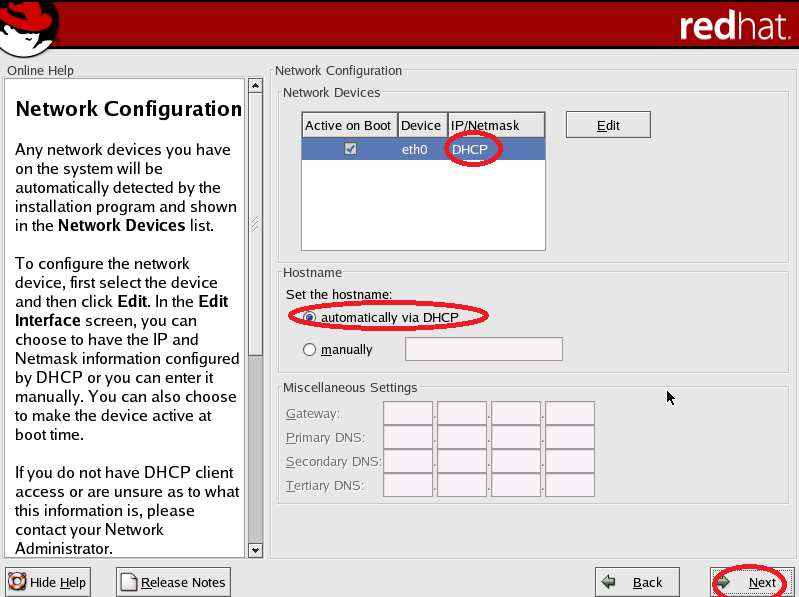 redhat.
Online Help
Network Configuration
Any network devices you have
on the system will be
automatically detected by the
installation program and shown
in the Network Devices list.
To configure the network
device, first select the device
and then click Edit. In the Edit
Interface screen, you can
choose to have the IP and
Netmask information configured
by DHCP or you can enter it
manually. You can also choose
to make the device active at
boot time.
If you do not have DHCP client
access or are unsure as to what
this information is, please
contact your Network
Administrator.
Network Configuration
Network Devices
Active on Boot Device IP/Netmask
eth0 DHCP
Edit
Hostname
Set the hostname:
automatically via DHCP
manually
Miscellaneous Settings
Gateway:
Primary DNS:
Secondary DNS:
Tertiary DNS:
Hide Help Release Notes Back Next